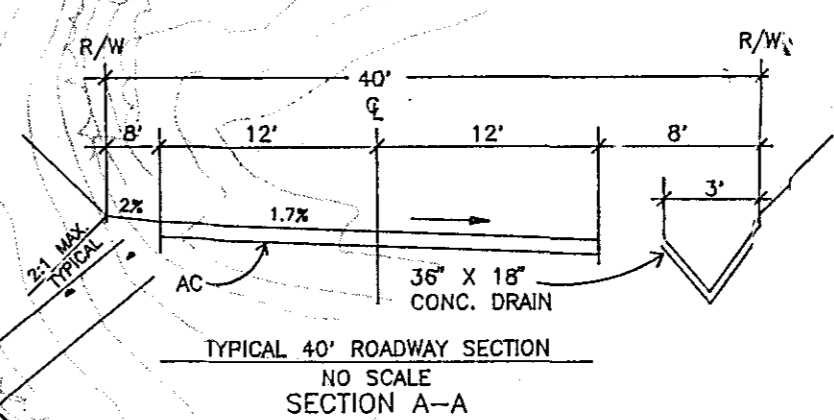 R/W
R/W
40'
℄
8'
12'
12'
8'
3'
2%
1.7%
2:1 MAX.
TYPICAL
AC
36" X 18"
CONC. DRAIN
TYPICAL 40' ROADWAY SECTION
NO SCALE
SECTION A-A